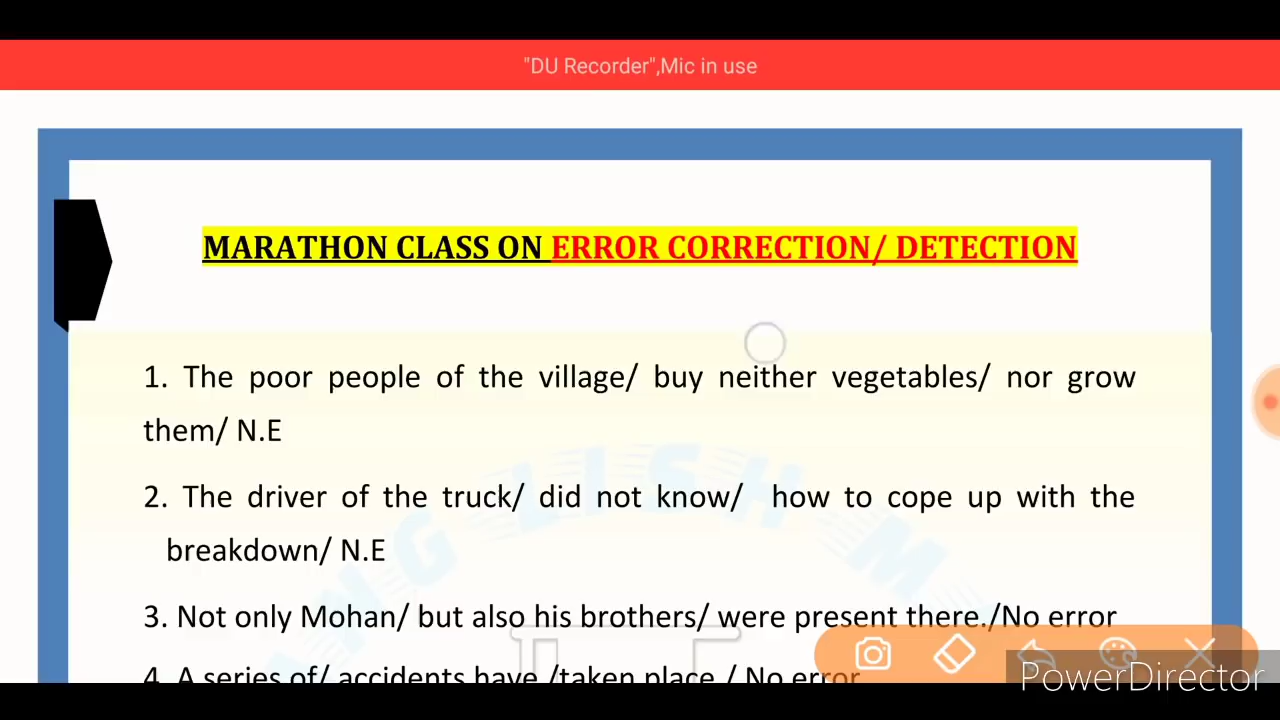 "DU Recorder",Mic in use
MARATHON CLASS ON ERROR CORRECTION/ DETECTION
1. The poor people of the village/ buy neither vegetables/ nor grow
them/ N.E
2. The driver of the truck/ did not know/ how to cope up with the
breakdown/ N.E
3. Not only Mohan/ but also his brothers/ were present there./No error
4. A series of/ accidents have /taken place./ No error
PowerDirector